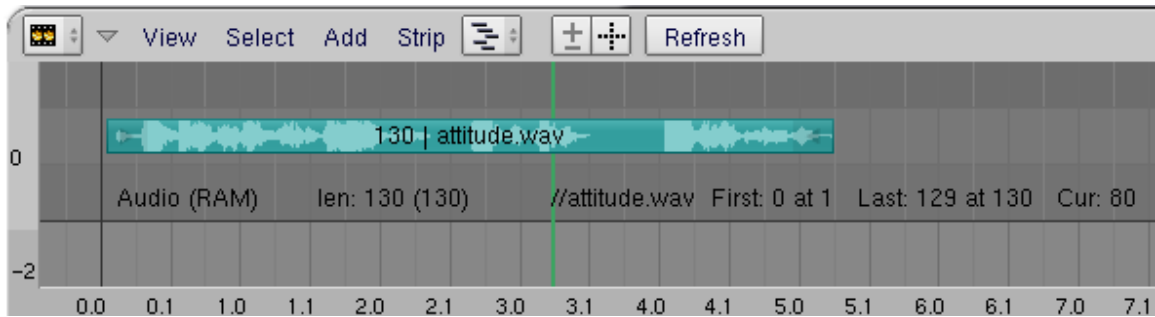 View Select Add Strip Refresh
130 | attitude.wav
0
Audio (RAM) len: 130 (130) //attitude.wav First: 0 at 1 Last: 129 at 130 Cur: 80
-2
0.0 0.1 1.0 1.1 2.0 2.1 3.0 3.1 4.0 4.1 5.0 5.1 6.0 6.1 7.0 7.1